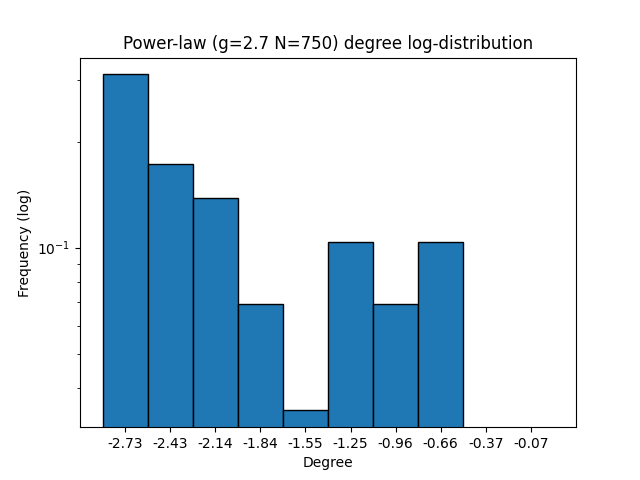 Power-law (g=2.7 N=750) degree log-distribution
Frequency (log)
10⁻¹
-2.73 -2.43 -2.14 -1.84 -1.55 -1.25 -0.96 -0.66 -0.37 -0.07
Degree